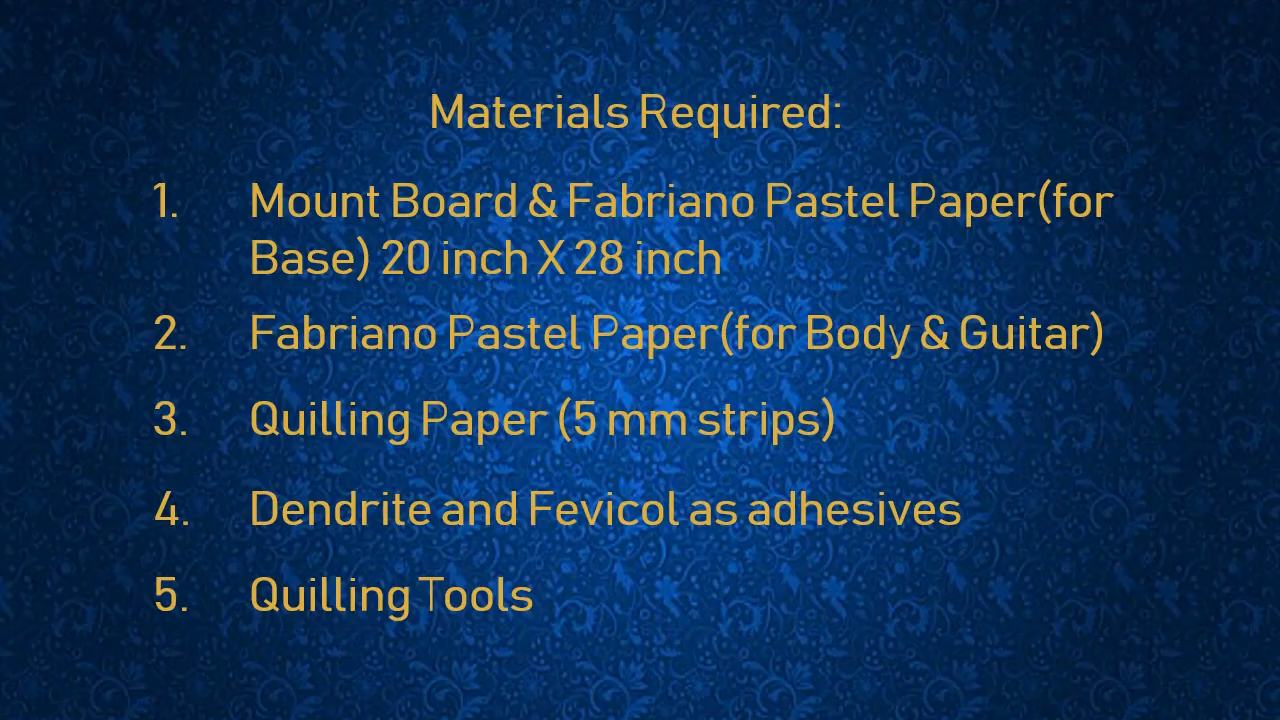 Materials Required:
1. Mount Board & Fabriano Pastel Paper(for
Base) 20 inch X 28 inch
2. Fabriano Pastel Paper(for Body & Guitar)
3. Quilling Paper (5 mm strips)
4. Dendrite and Fevicol as adhesives
5. Quilling Tools